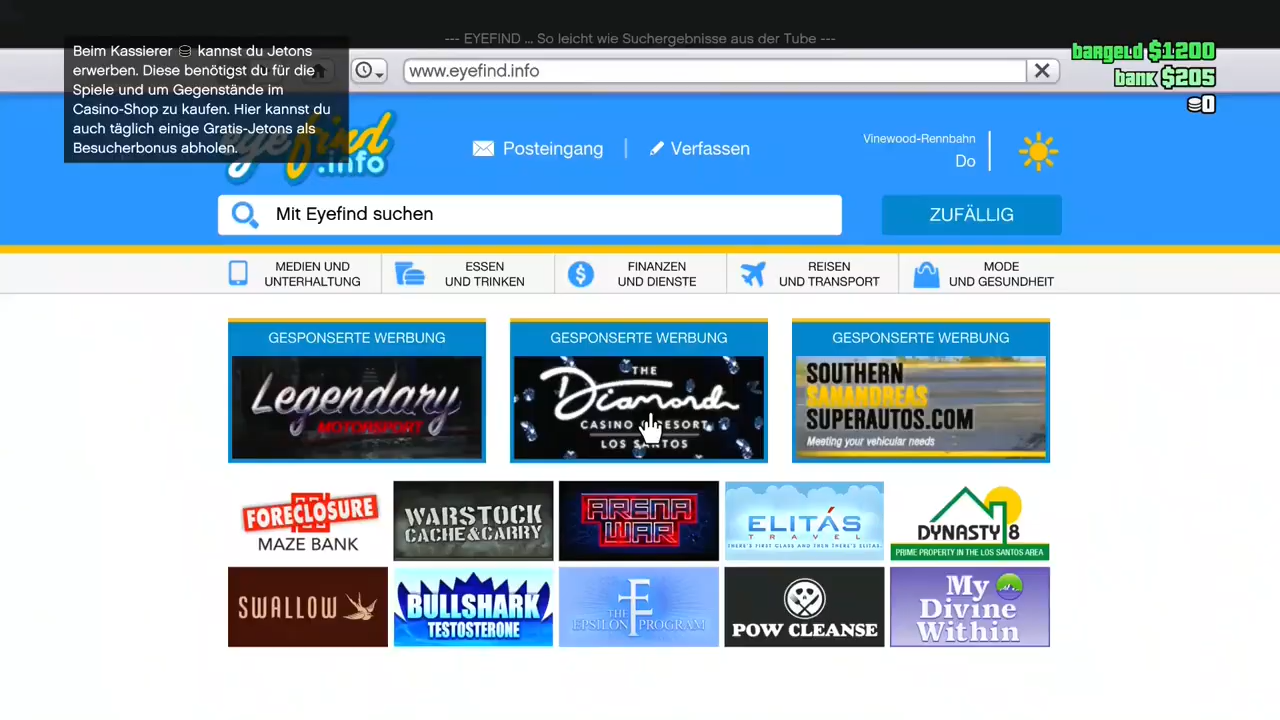 --- EYEFIND ... So leicht wie Suchergebnisse aus der Tube ---
Beim Kassierer kannst du Jetons
erwerben. Diese benötigst du für die
Spiele und um Gegenstände im
Casino-Shop zu kaufen. Hier kannst du
auch täglich einige Gratis-Jetons als
Besucherbonus abholen.
www.eyefind.info
bargeld $1200
bank $205
0
eyefind
.info
Posteingang
Verfassen
Vinewood-Rennbahn
Do
Mit Eyefind suchen
ZUFÄLLIG
MEDIEN UND
UNTERHALTUNG
ESSEN
UND TRINKEN
FINANZEN
UND DIENSTE
REISEN
UND TRANSPORT
MODE
UND GESUNDHEIT
GESPONSERTE WERBUNG
Legendary
MOTORSPORT
GESPONSERTE WERBUNG
THE
Diamond
CASINO & RESORT
LOS SANTOS
GESPONSERTE WERBUNG
SOUTHERN
SANANDREAS
SUPERAUTOS.COM
Meeting your vehicular needs
FORECLOSURE
MAZE BANK
WARSTOCK
CACHE&CARRY
ARENA
WAR
ELITÁS
TRAVEL
THERE'S FIRST CLASS AND THEN THERE'S ELITAS.
DYNASTY 8
PRIME PROPERTY IN THE LOS SANTOS AREA
SWALLOW
BULLSHARK
TESTOSTERONE
THE
EPSILON PROGRAM
POW CLEANSE
My
Divine
Within